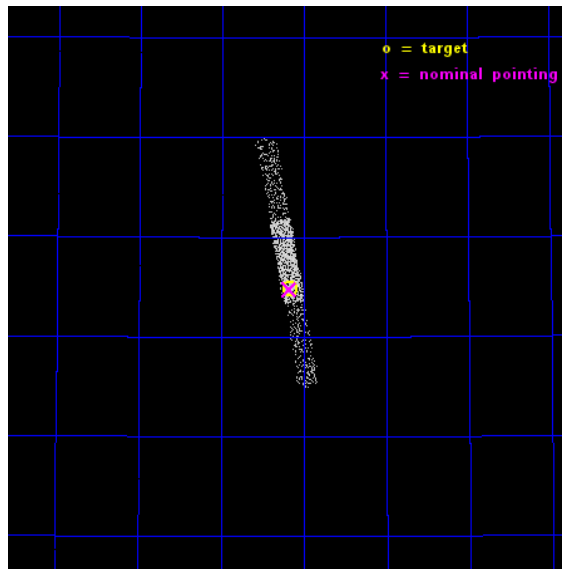 o = target
x = nominal pointing